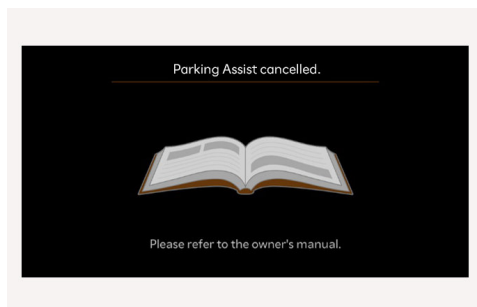 Parking Assist cancelled.
Please refer to the owner's manual.